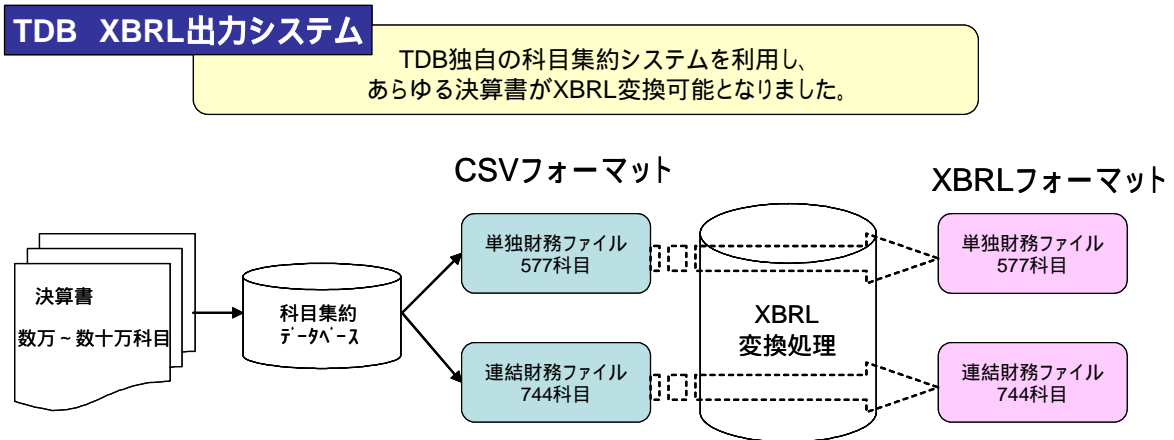 TDB XBRL出力システム
TDB独自の科目集約システムを利用し、
あらゆる決算書がXBRL変換可能となりました。
CSVフォーマット
XBRLフォーマット
決算書
数万~数十万科目
科目集約
ﾃﾞｰﾀﾍﾞｰｽ
単独財務ファイル
577科目
連結財務ファイル
744科目
XBRL
変換処理
単独財務ファイル
577科目
連結財務ファイル
744科目